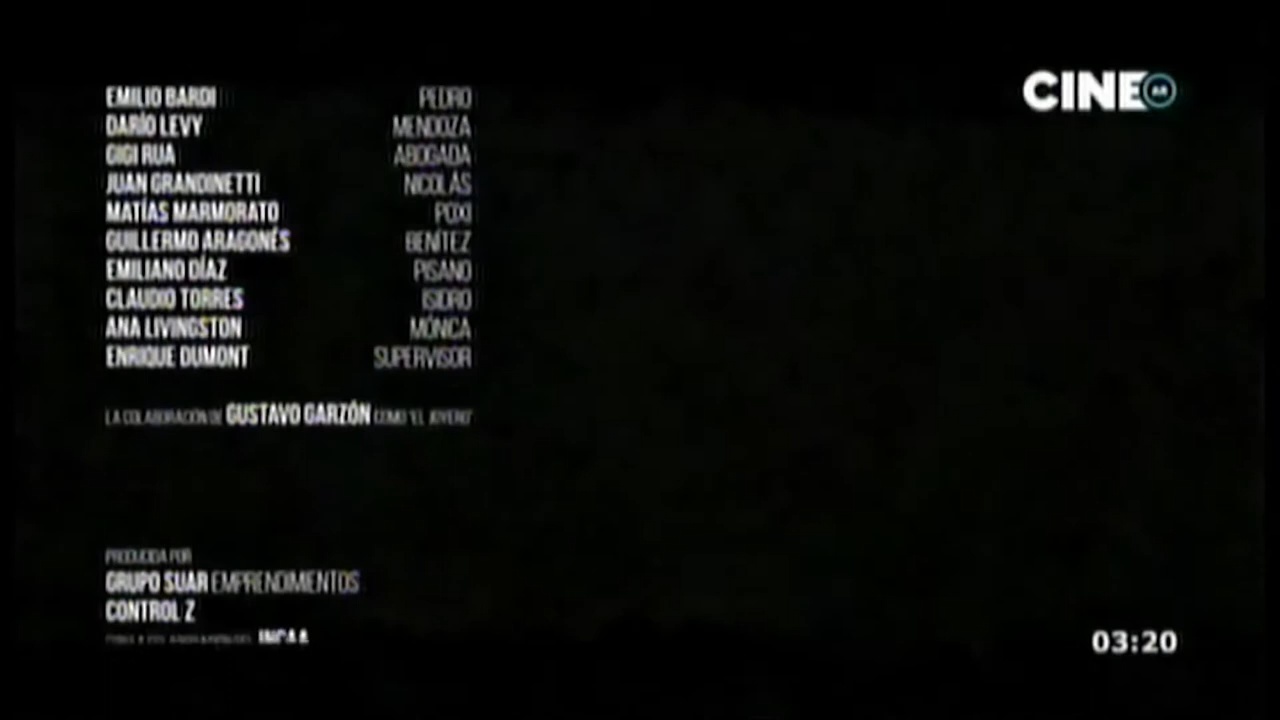 EMILIO BARDI PEDRO
CINE AR
DARÍO LEVY MENDOZA
GIGI RUA ABOGADA
JUAN GRANDINETTI NICOLÁS
MATÍAS MARMORATO POXI
GUILLERMO ARAGONÉS BENÍTEZ
EMILIANO DÍAZ PISANO
CLAUDIO TORRES ISIDRO
ANA LIVINGSTON MÓNICA
ENRIQUE DUMONT SUPERVISOR
LA COLABORACIÓN DE GUSTAVO GARZÓN COMO 'EL JOYERO'
PRODUCIDA POR
GRUPO SUAR EMPRENDIMIENTOS
CONTROL Z
INCAA
03:20